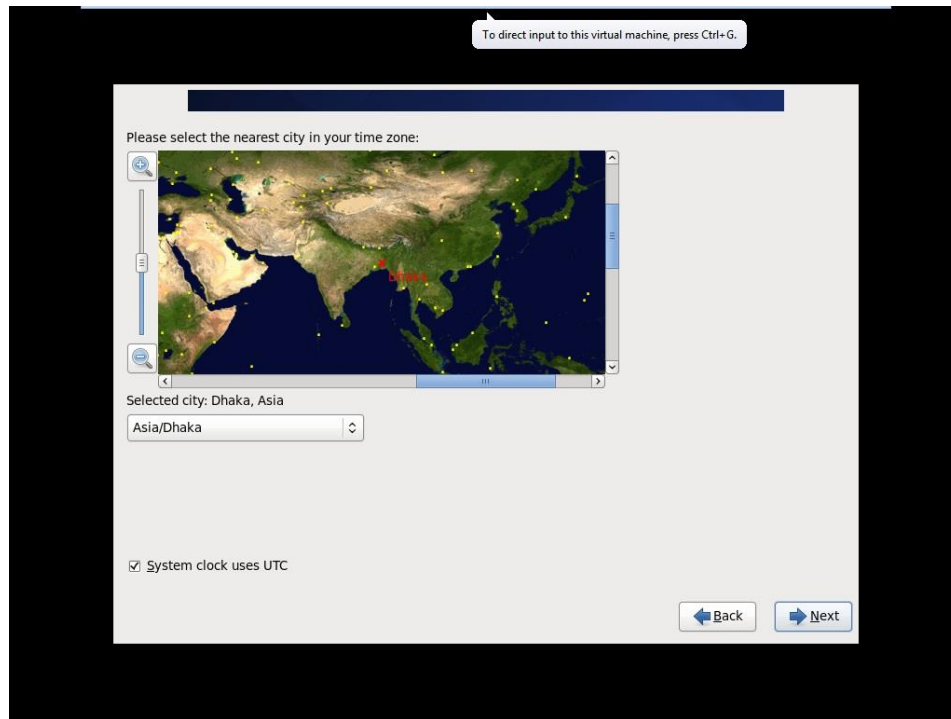 To direct input to this virtual machine, press Ctrl+G.
Please select the nearest city in your time zone:
Dhaka
Selected city: Dhaka, Asia
Asia/Dhaka
System clock uses UTC
Back
Next